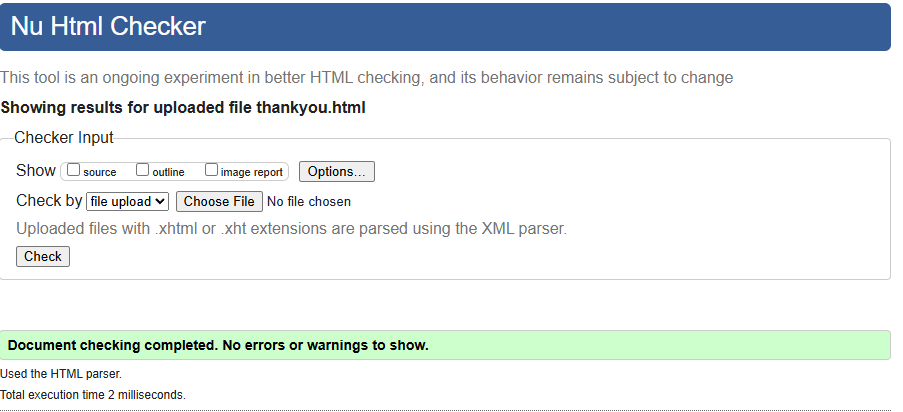 Nu Html Checker
This tool is an ongoing experiment in better HTML checking, and its behavior remains subject to change
Showing results for uploaded file thankyou.html
Checker Input
Show source outline image report Options...
Check by file upload Choose File No file chosen
Uploaded files with .xhtml or .xht extensions are parsed using the XML parser.
Check
Document checking completed. No errors or warnings to show.
Used the HTML parser.
Total execution time 2 milliseconds.